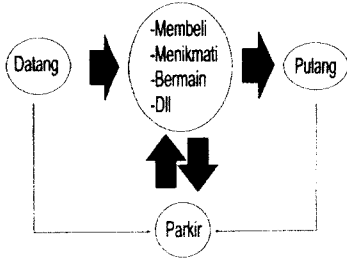 Datang
-Membeli
-Menikmati
-Bermain
-Dll
Pulang
Parkir